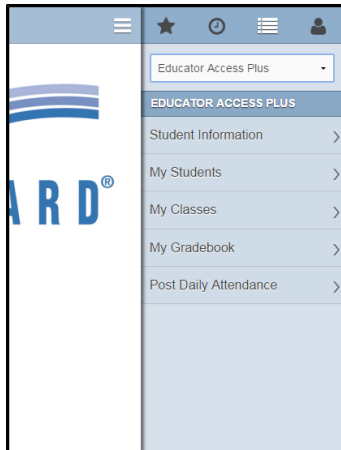 Educator Access Plus
EDUCATOR ACCESS PLUS
Student Information
My Students
ARD®
My Classes
My Gradebook
Post Daily Attendance